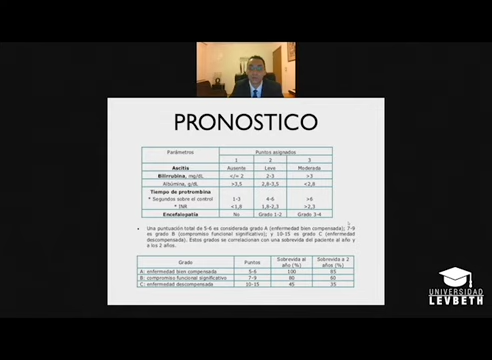 PRONOSTICO
Parámetros Puntos asignados
1 2 3
Ascitis Ausente Leve Moderada
Bilirrubina, mg/dL </= 2 2-3 >3
Albúmina, g/dL >3,5 2,8-3,5 <2,8
Tiempo de protrombina
* Segundos sobre el control 1-3 4-6 >6
* INR <1,8 1,8-2,3 >2,3
Encefalopatía No Grado 1-2 Grado 3-4
• Una puntuación total de 5-6 es considerada grado A (enfermedad bien compensada); 7-9
es grado B (compromiso funcional significativo); y 10-15 es grado C (enfermedad
descompensada). Estos grados se correlacionan con una sobrevida del paciente al año y
a los 2 años.
Grado Puntos Sobrevida al año (%) Sobrevida a 2 años (%)
A: enfermedad bien compensada 5-6 100 85
B: compromiso funcional significativo 7-9 80 60
C: enfermedad descompensada 10-15 45 35
UNIVERSIDAD
LEVBETH